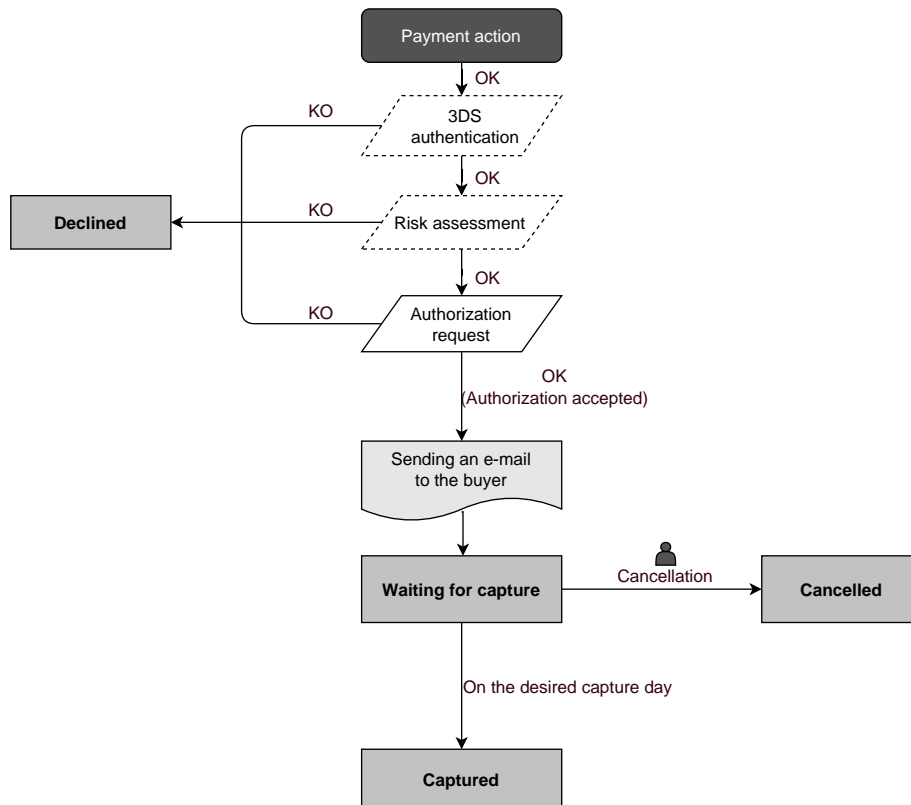 Payment action
OK
KO
3DS
authentication
OK
Declined
KO
Risk assessment
OK
KO
Authorization
request
OK
(Authorization accepted)
Sending an e-mail
to the buyer
Waiting for capture
Cancellation
Cancelled
On the desired capture day
Captured